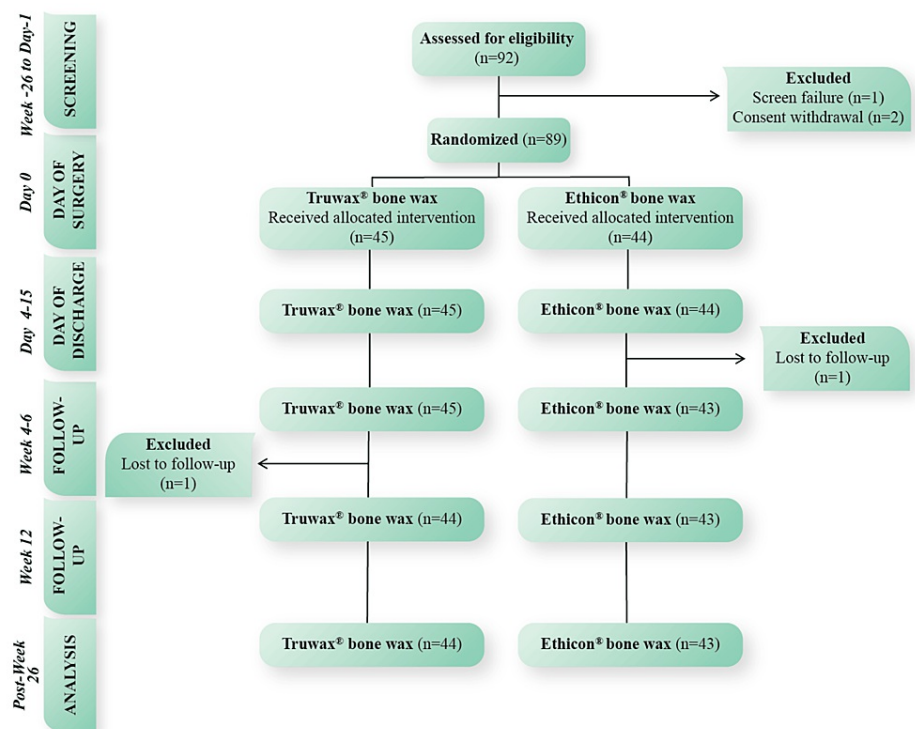 Week -26 to Day-1
SCREENING
Assessed for eligibility
(n=92)
Excluded
Screen failure (n=1)
Consent withdrawal (n=2)
Randomized (n=89)
Day 0
DAY OF
SURGERY
Truwax® bone wax
Received allocated intervention
(n=45)
Ethicon® bone wax
Received allocated intervention
(n=44)
Day 4-15
DAY OF
DISCHARGE
Truwax® bone wax (n=45)
Ethicon® bone wax (n=44)
Excluded
Lost to follow-up
(n=1)
Week 4-6
FOLLOW-
UP
Truwax® bone wax (n=45)
Ethicon® bone wax (n=43)
Excluded
Lost to follow-up
(n=1)
Week 12
FOLLOW-
UP
Truwax® bone wax (n=44)
Ethicon® bone wax (n=43)
Post-Week
26
ANALYSIS
Truwax® bone wax (n=44)
Ethicon® bone wax (n=43)